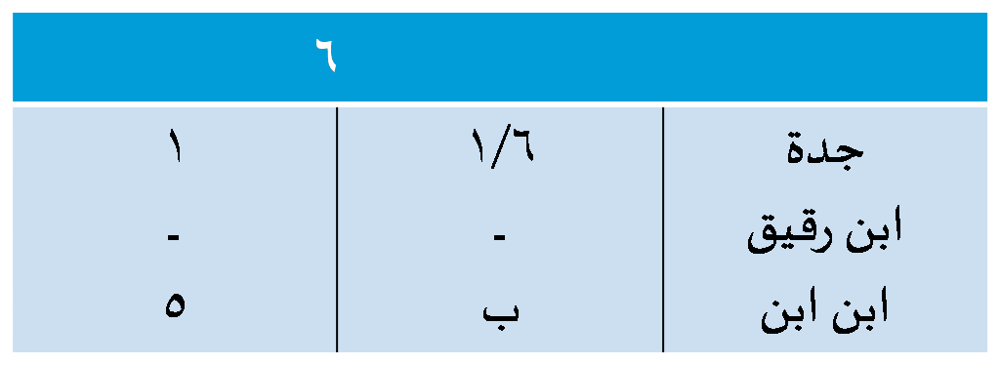 ٦
جدة ١/٦ ١
ابن رقيق - -
ابن ابن ب ٥